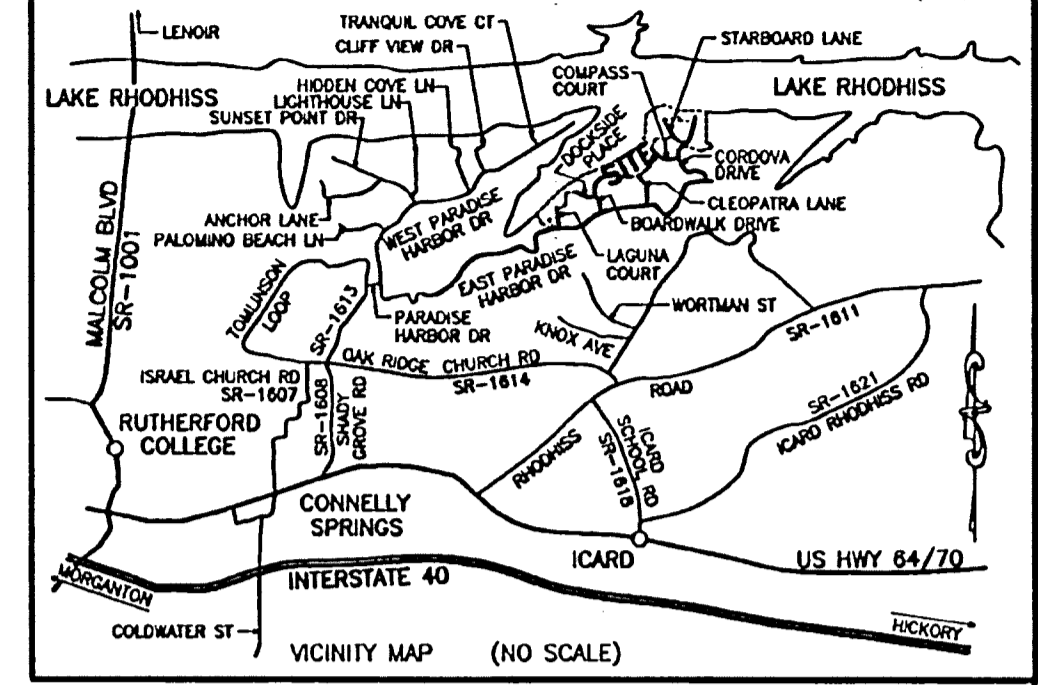 LENOIR
TRANQUIL COVE CT
CLIFF VIEW DR
STARBOARD LANE
COMPASS
COURT
HIDDEN COVE LN
LIGHTHOUSE LN
SUNSET POINT DR
LAKE RHODHISS
LAKE RHODHISS
DOCKSIDE
PLACE
SITE
CORDOVA
DRIVE
CLEOPATRA LANE
BOARDWALK DRIVE
ANCHOR LANE
PALOMINO BEACH LN
WEST PARADISE
HARBOR DR
LAGUNA
COURT
EAST PARADISE
HARBOR DR
MALCOLM BLVD
SR-1001
TOMLINSON
LOOP
SR-1613
PARADISE
HARBOR DR
WORTMAN ST
KNOX AVE
SR-1611
OAK RIDGE CHURCH RD
SR-1614
ISRAEL CHURCH RD
SR-1607
SR-1608
SHADY
GROVE RD
ROAD
RHODHISS
SR-1621
ICARD RHODHISS RD
ICARD
SCHOOL RD
SR-1618
RUTHERFORD
COLLEGE
CONNELLY
SPRINGS
ICARD
US HWY 64/70
INTERSTATE 40
MORGANTON
HICKORY
COLDWATER ST
VICINITY MAP (NO SCALE)